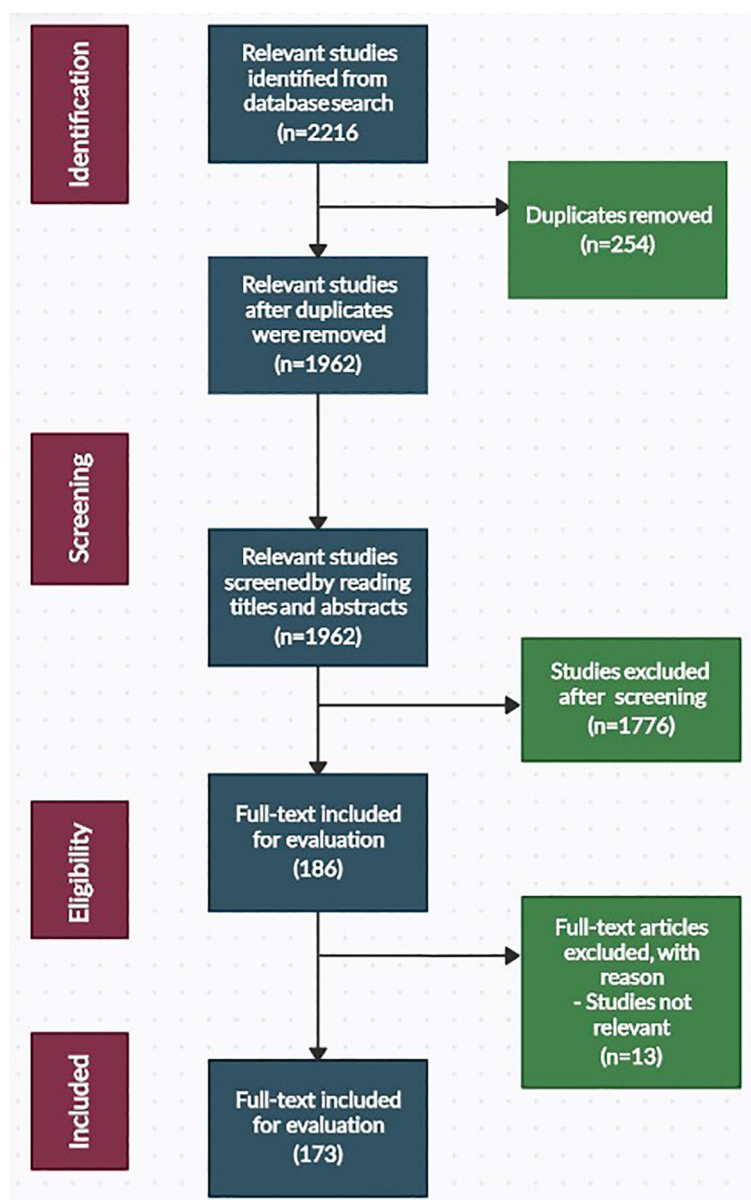 Identification
Relevant studies
identified from
database search
(n=2216
Duplicates removed
(n=254)
Relevant studies
after duplicates
were removed
(n=1962)
Screening
Relevant studies
screened by reading
titles and abstracts
(n=1962)
Studies excluded
after screening
(n=1776)
Eligibility
Full-text included
for evaluation
(186)
Full-text articles
excluded, with
reason
- Studies not
relevant
(n=13)
Included
Full-text included
for evaluation
(173)